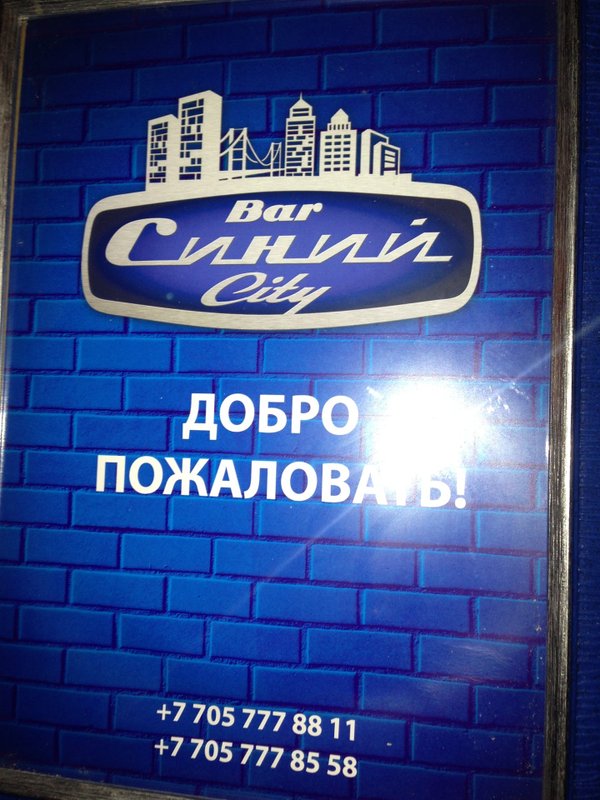 Bar
Синий
City
ДОБРО
ПОЖАЛОВАТЬ!
+7 705 777 88 11
+7 705 777 85 58